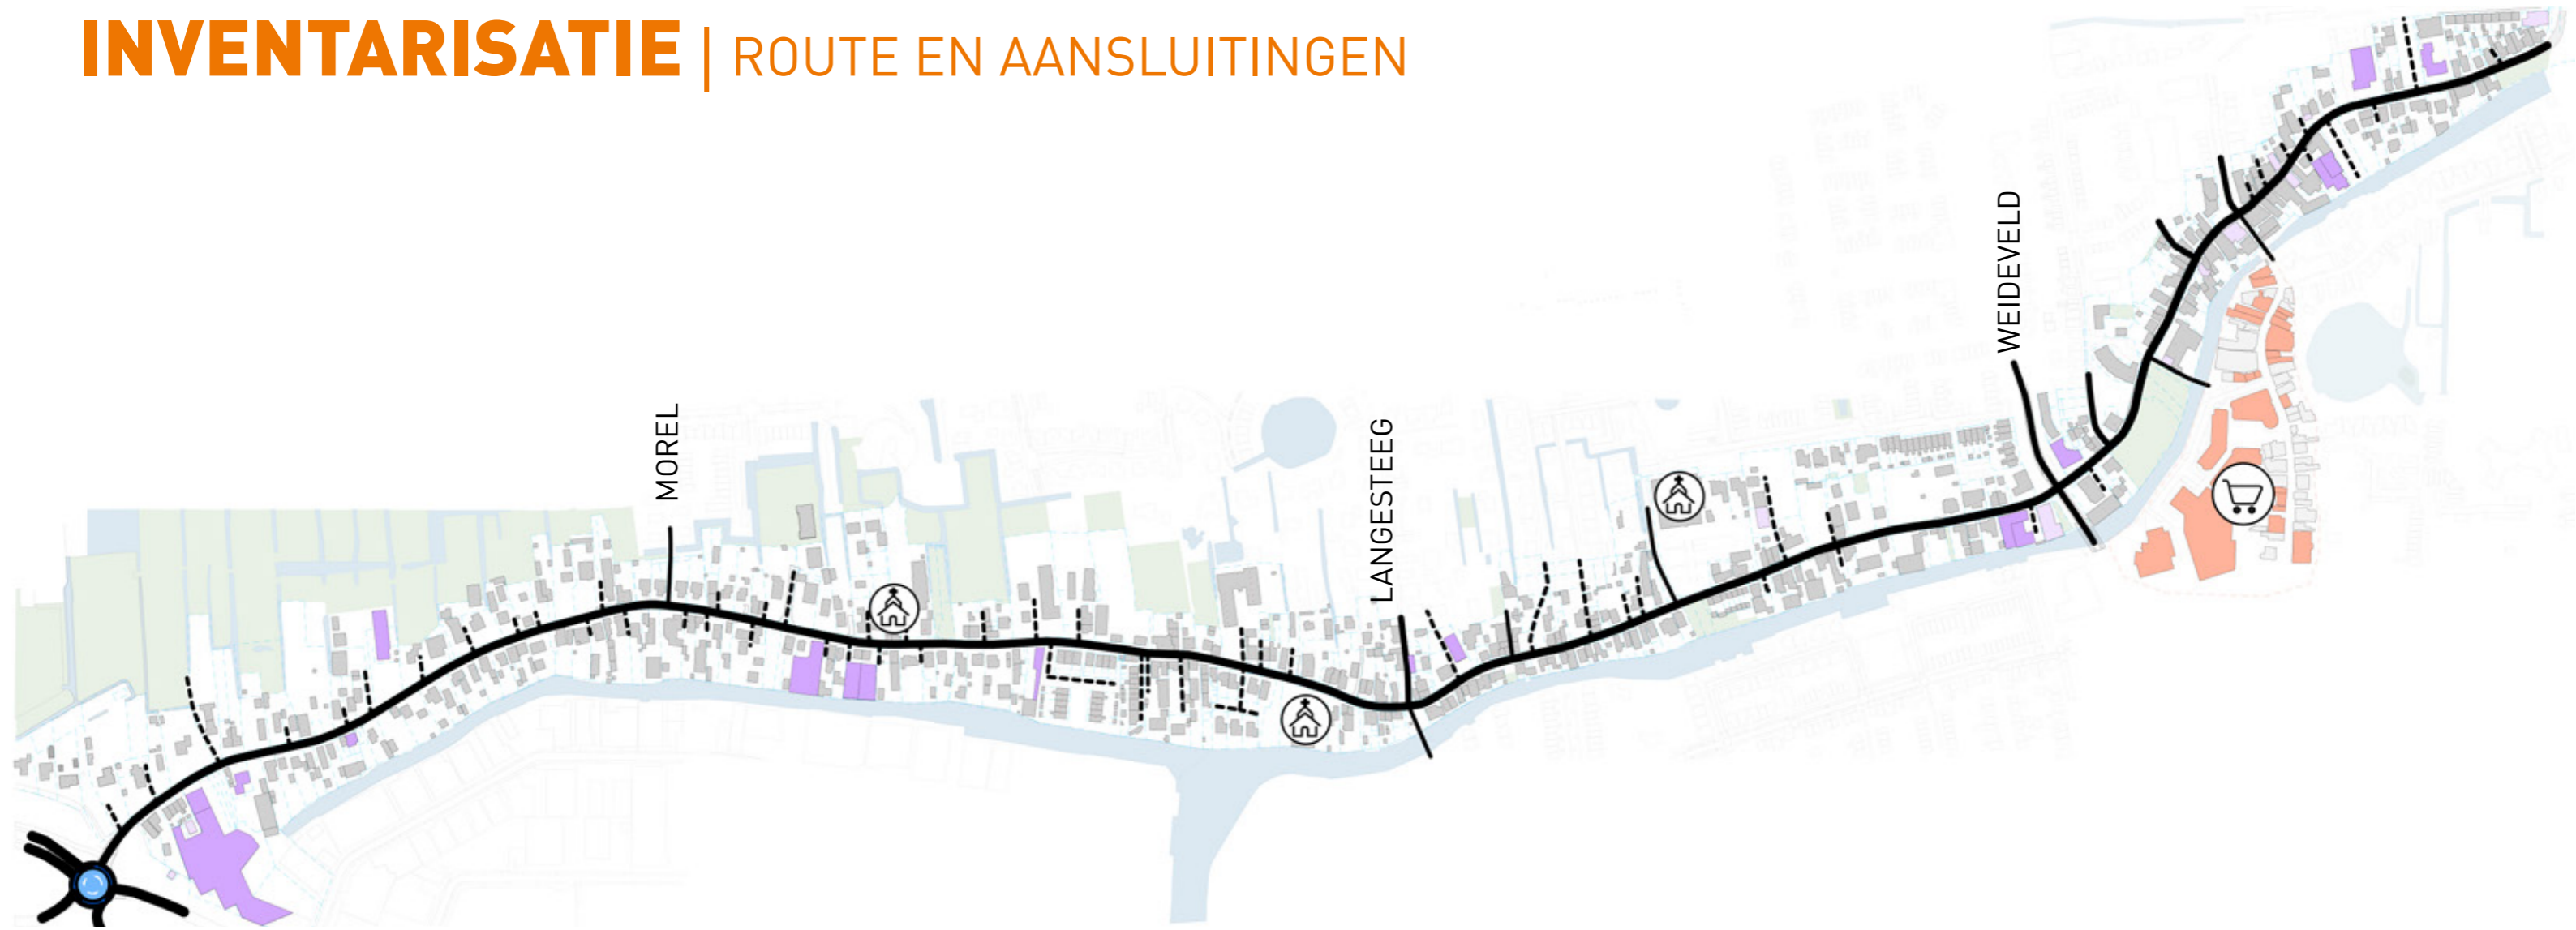 INVENTARISATIE | ROUTE EN AANSLUITINGEN
WEIDEVELD
MOREL
LANGESTEEG